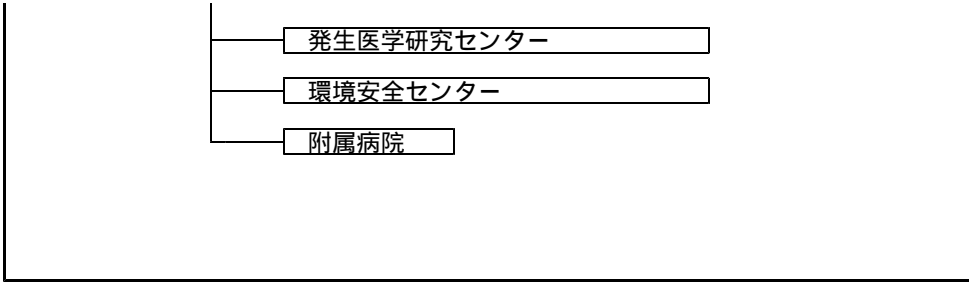 発生医学研究センター
環境安全センター
附属病院